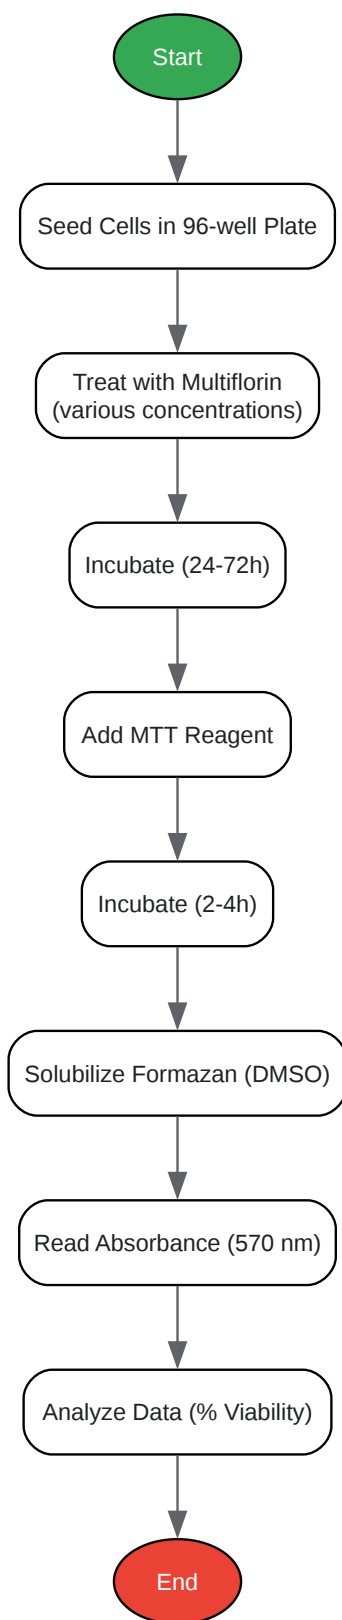 Start
Seed Cells in 96-well Plate
Treat with Multiflorin
(various concentrations)
Incubate (24-72h)
Add MTT Reagent
Incubate (2-4h)
Solubilize Formazan (DMSO)
Read Absorbance (570 nm)
Analyze Data (% Viability)
End